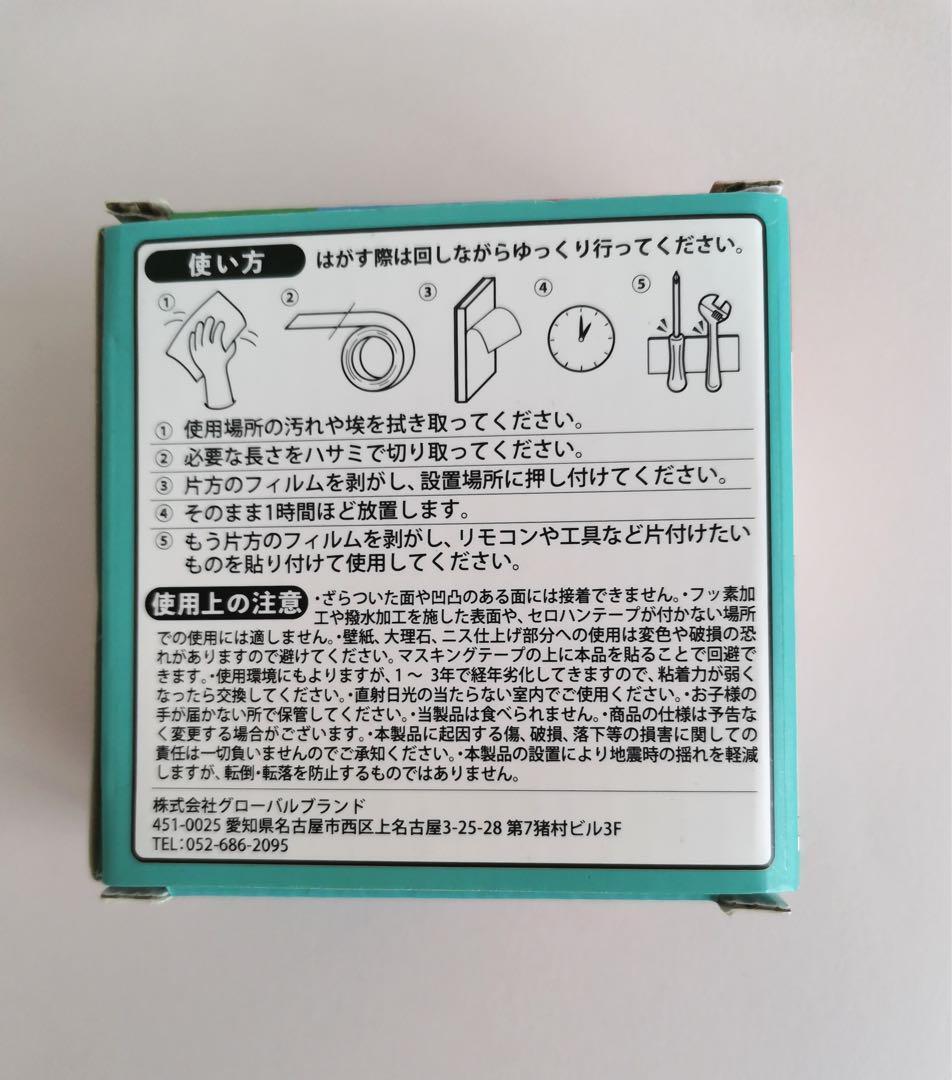 使い方 はがす際は回しながらゆっくり行ってください。
① ② ③ ④ ⑤
① 使用場所の汚れや埃を拭き取ってください。
② 必要な長さをハサミで切り取ってください。
③ 片方のフィルムを剥がし、設置場所に押し付けてください。
④ そのまま1時間ほど放置します。
⑤ もう片方のフィルムを剥がし、リモコンや工具など片付けたい
ものを貼り付けて使用してください。
使用上の注意 ・ざらついた面や凹凸のある面には接着できません。・フッ素加
工や撥水加工を施した表面や、セロハンテープが付かない場所
での使用には適しません。・壁紙、大理石、ニス仕上げ部分への使用は変色や破損の恐
れがありますので避けてください。マスキングテープの上に本品を貼ることで回避で
きます。・使用環境にもよりますが、1～ 3年で経年劣化してきますので、粘着力が弱く
なったら交換してください。・直射日光の当たらない室内でご使用ください。・お子様の
手が届かない所で保管してください。・当製品は食べられません。・商品の仕様は予告な
く変更する場合がございます。・本製品に起因する傷、破損、落下等の損害に関しての
責任は一切負いませんのでご承知ください。・本製品の設置により地震時の揺れを軽減
しますが、転倒・転落を防止するものではありません。
株式会社グローバルブランド
451-0025 愛知県名古屋市西区上名古屋3-25-28 第7猪村ビル3F
TEL：052-686-2095